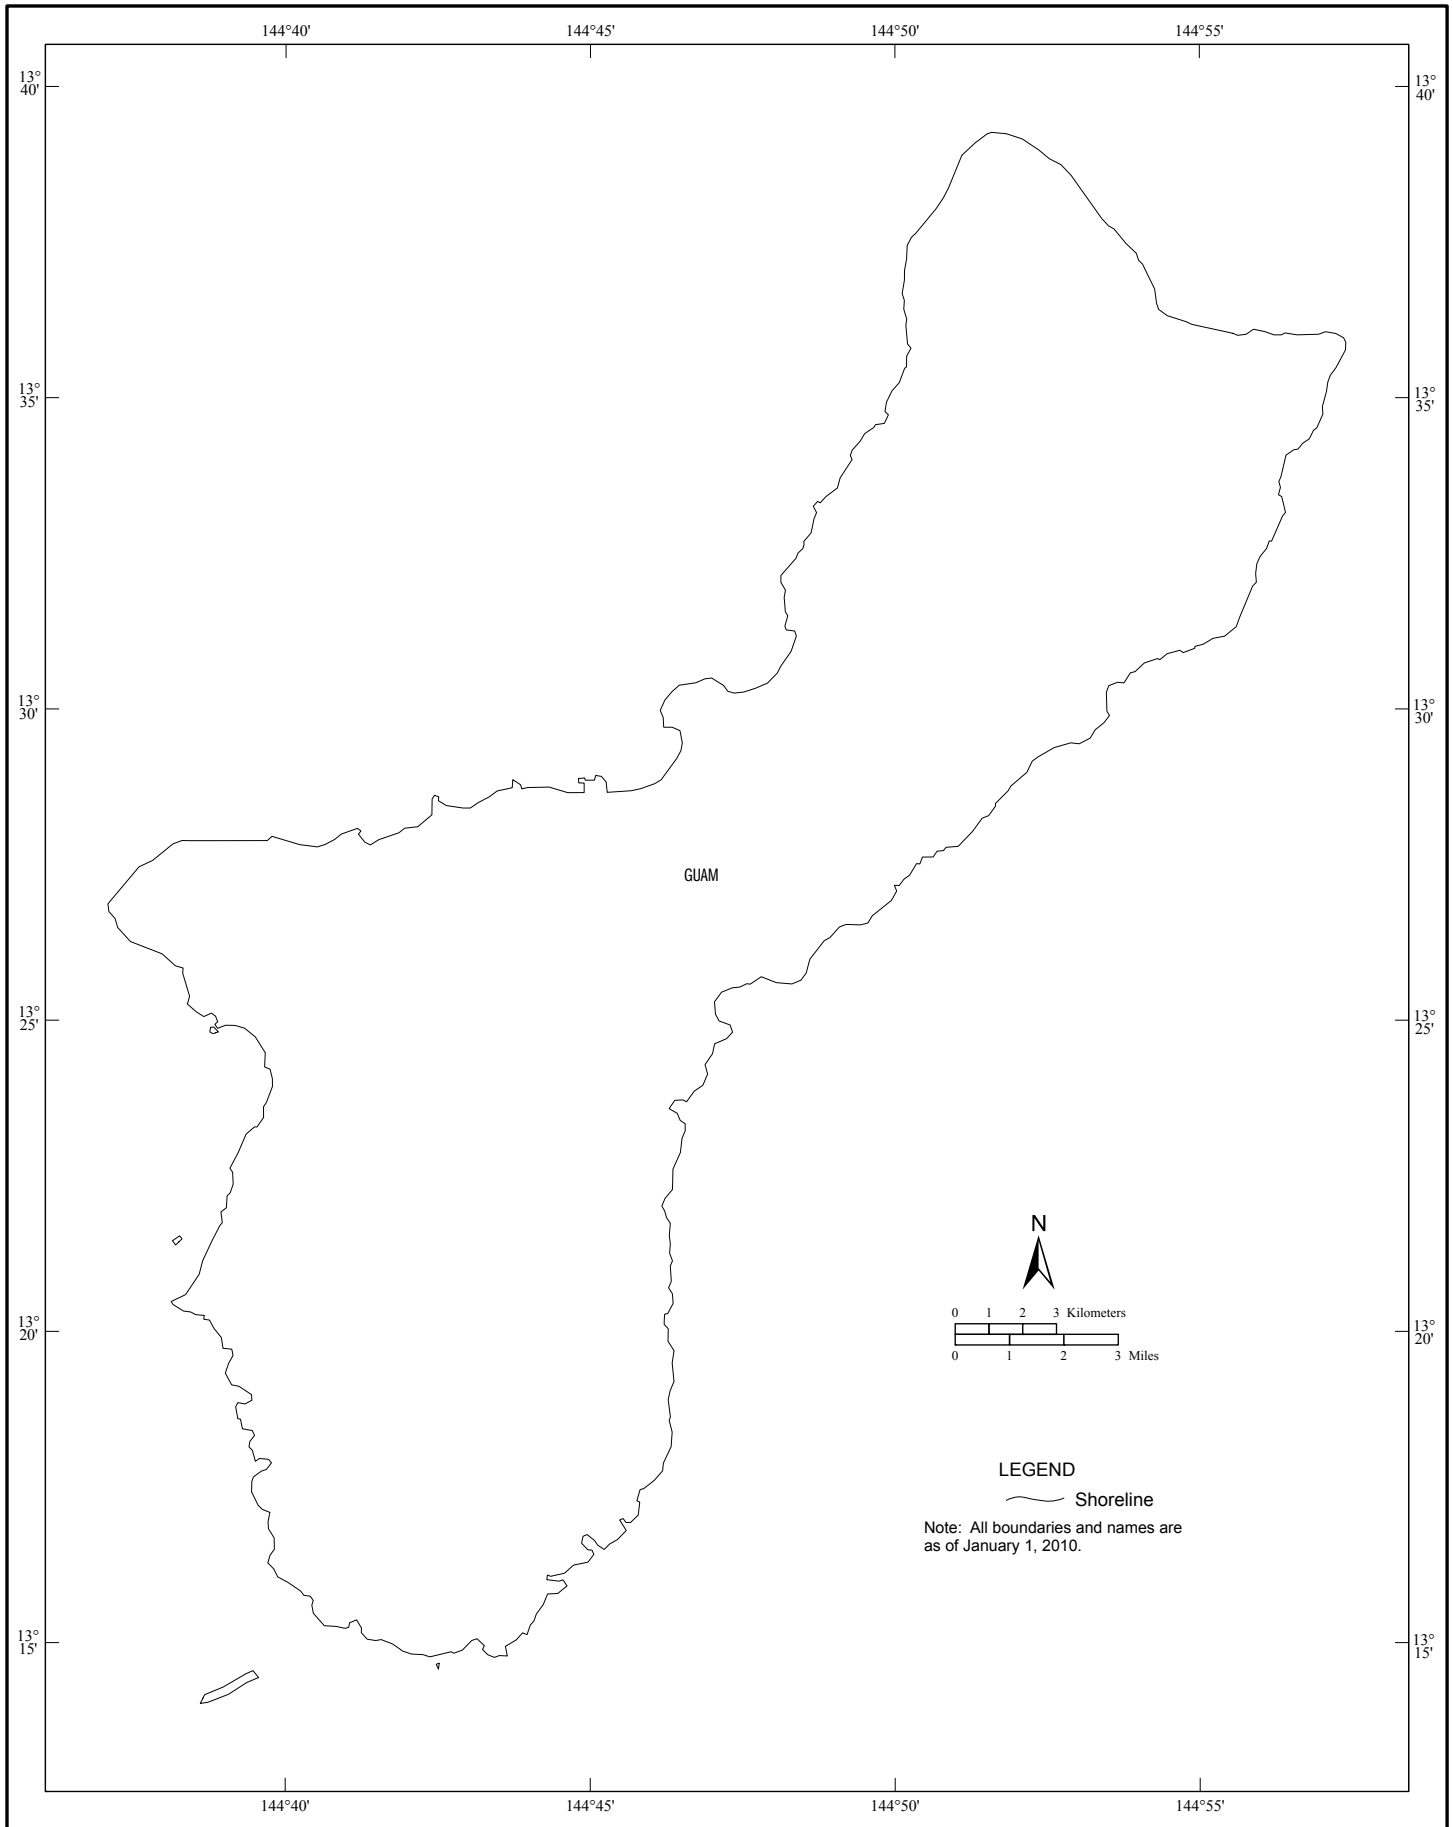 144°40' 144°45' 144°50' 144°55'
13°
40'
13°
40'
13°
35'
13°
35'
13°
30'
13°
30'
GUAM
13°
25'
13°
25'
N
0 1 2 3 Kilometers
0 1 2 3 Miles
13°
20'
13°
20'
LEGEND
Shoreline
Note: All boundaries and names are
as of January 1, 2010.
13°
15'
13°
15'
144°40' 144°45' 144°50' 144°55'